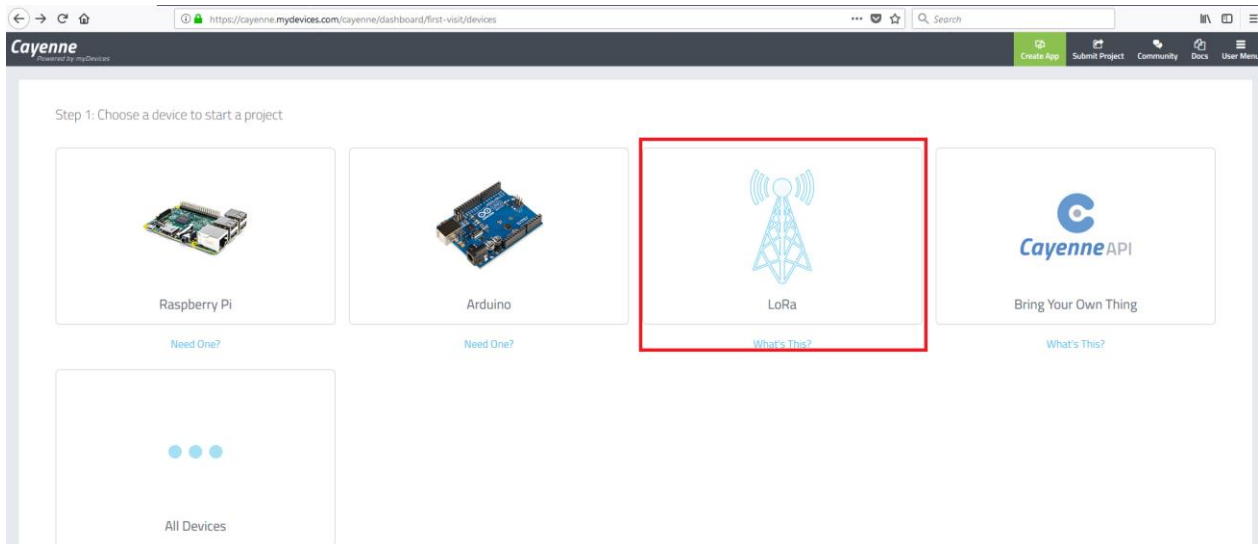 https://cayenne.mydevices.com/cayenne/dashboard/first-visit/devices
Search
Cayenne
Powered by myDevices
Create App
Submit Project
Community
Docs
User Menu
Step 1: Choose a device to start a project
Raspberry Pi
Arduino
LoRa
Cayenne API
Bring Your Own Thing
Need One?
Need One?
What's This?
What's This?
All Devices